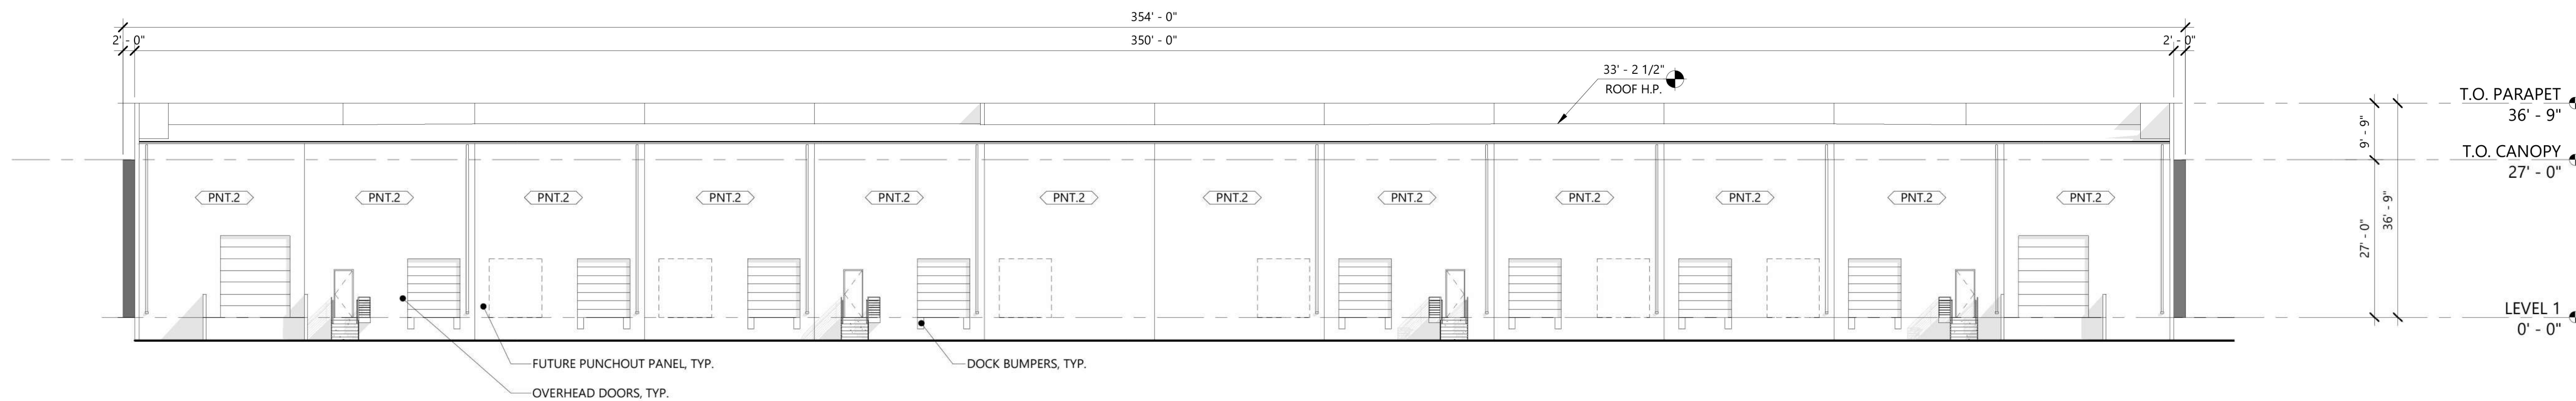 354' - 0"
2' - 0"
350' - 0"
2' - 0"
33' - 2 1/2"
ROOF H.P.
T.O. PARAPET
36' - 9"
9' - 9"
T.O. CANOPY
27' - 0"
PNT.2
PNT.2
PNT.2
PNT.2
PNT.2
PNT.2
PNT.2
PNT.2
PNT.2
PNT.2
PNT.2
PNT.2
36' - 9"
27' - 0"
LEVEL 1
0' - 0"
FUTURE PUNCHOUT PANEL, TYP.
DOCK BUMPERS, TYP.
OVERHEAD DOORS, TYP.